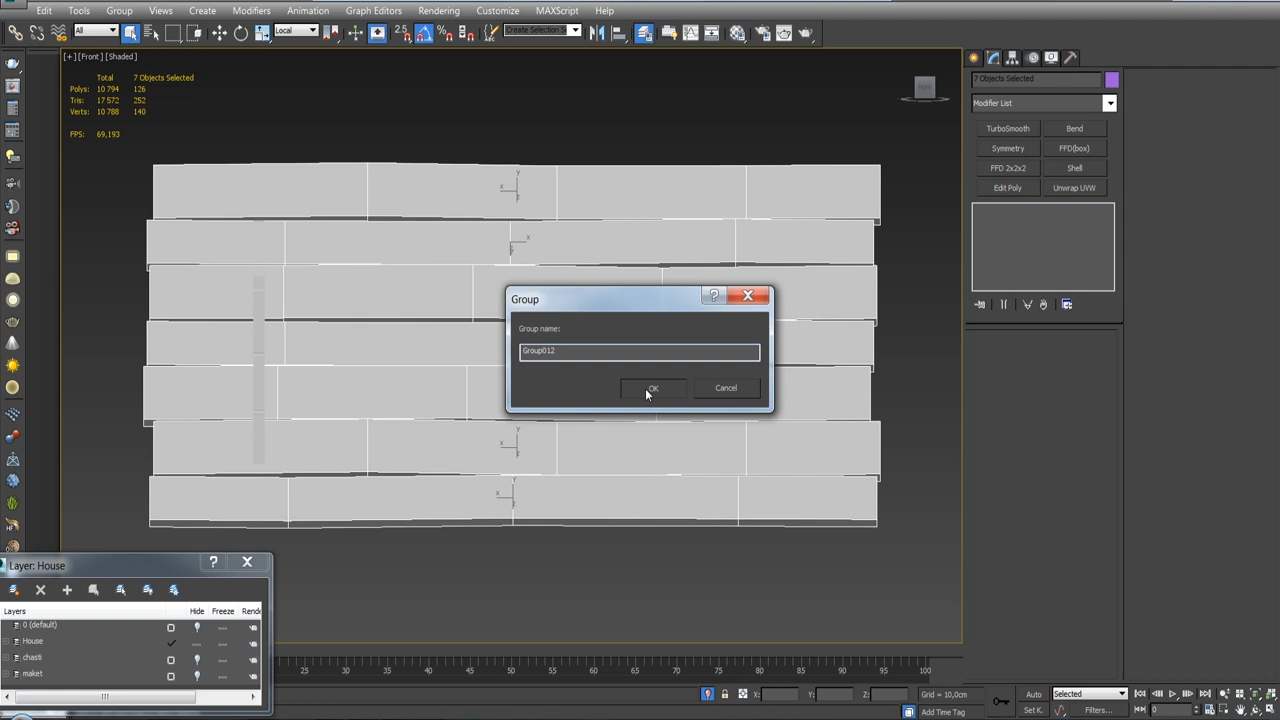 Edit Tools Group Views Create Modifiers Animation Graph Editors Rendering Customize MAXScript Help
All Local 2.5 Create Selection S
[+] [Front] [Shaded]
7 Objects Selected
Modifier List
Total 7 Objects Selected
Polys: 10 794 126
Tris: 17 572 252
Verts: 10 788 140
FPS: 69,193
TurboSmooth Bend
Symmetry FFD(box)
FFD 2x2x2 Shell
Edit Poly Unwrap UVW
x y z
x
Group
Group name:
Group012
OK Cancel
x y
x y z
Layer: House
Layers Hide Freeze Rende
0 (default)
House
chasti
maket
25 30 35 40 45 50 55 60 65 70 75 80 85 90 95 100
X: Y: Z: Grid = 10,0cm Auto Selected
Add Time Tag Set K. Filters... 0